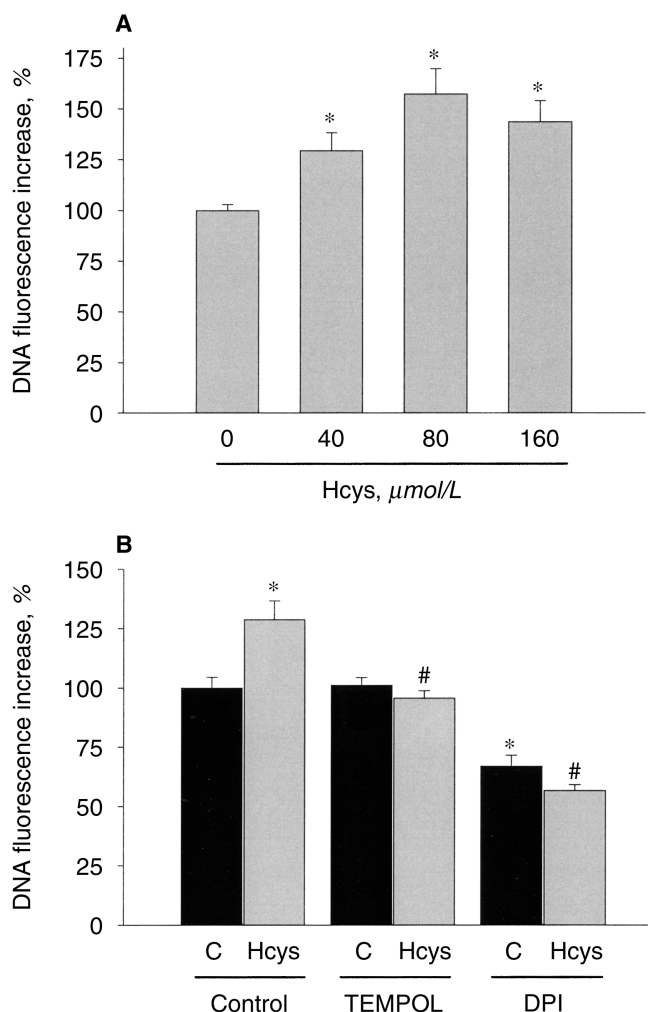 A
DNA fluorescence increase, %
175
150
125
100
75
50
25
0
* * *
0 40 80 160
Hcys, µmol/L
B
DNA fluorescence increase, %
150
125
100
75
50
25
0
* # * #
C Hcys C Hcys C Hcys
Control TEMPOL DPI